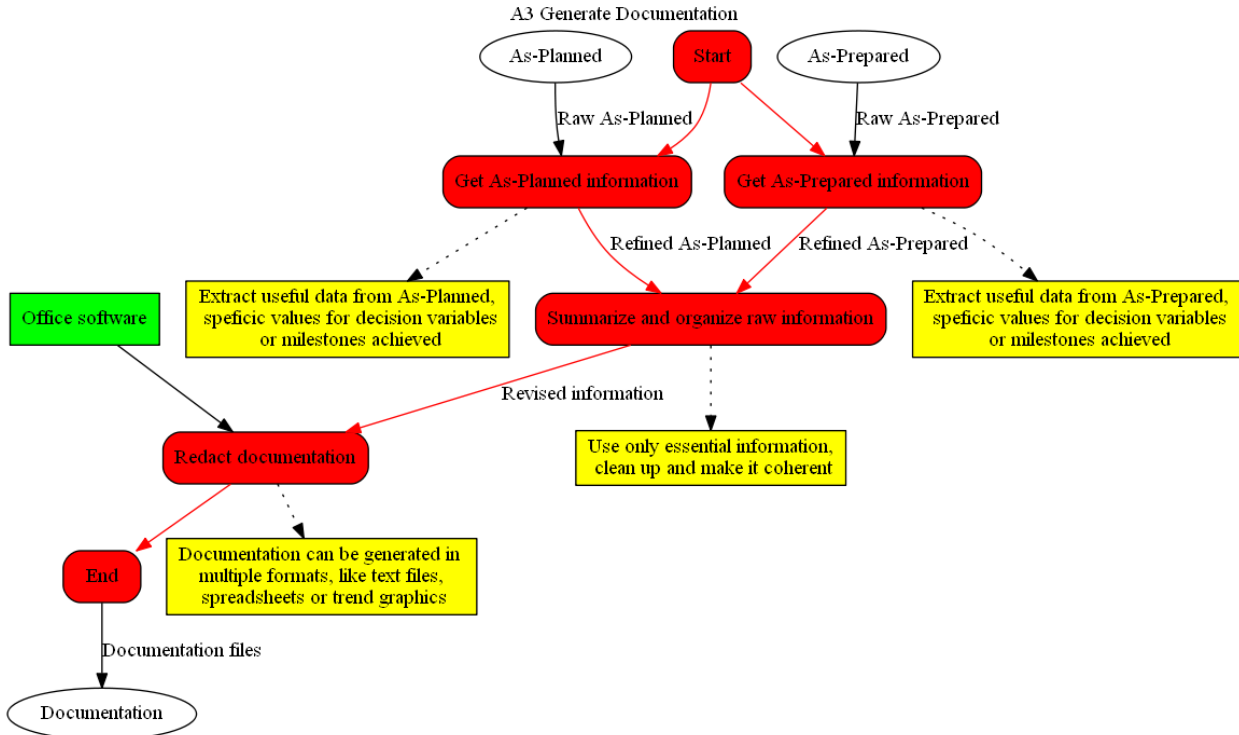 A3 Generate Documentation
As-Planned
Start
As-Prepared
Raw As-Planned
Raw As-Prepared
Get As-Planned information
Get As-Prepared information
Refined As-Planned
Refined As-Prepared
Office software
Extract useful data from As-Planned,
speficic values for decision variables
or milestones achieved
Summarize and organize raw information
Extract useful data from As-Prepared,
speficic values for decision variables
or milestones achieved
Revised information
Redact documentation
Use only essential information,
clean up and make it coherent
End
Documentation can be generated in
multiple formats, like text files,
spreadsheets or trend graphics
Documentation files
Documentation